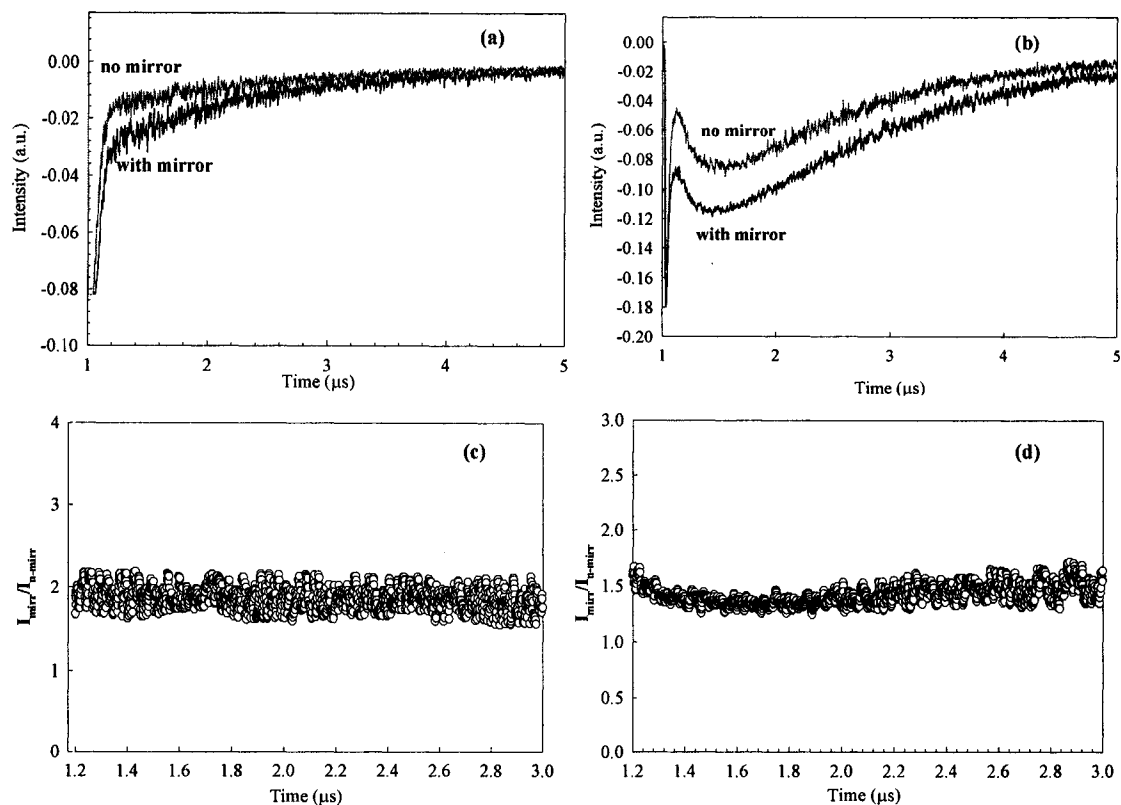 (a)
no mirror
with mirror
Intensity (a.u.)
0.00
-0.02
-0.04
-0.06
-0.08
-0.10
1 2 3 4 5
Time (μs)
(b)
no mirror
with mirror
Intensity (a.u.)
0.00
-0.02
-0.04
-0.06
-0.08
-0.10
-0.12
-0.14
-0.16
-0.18
-0.20
1 2 3 4 5
Time (μs)
(c)
I_mirr/I_n-mirr
4
3
2
1
0
1.2 1.4 1.6 1.8 2.0 2.2 2.4 2.6 2.8 3.0
Time (μs)
(d)
I_mirr/I_n-mirr
3.0
2.5
2.0
1.5
1.0
0.5
0.0
1.2 1.4 1.6 1.8 2.0 2.2 2.4 2.6 2.8 3.0
Time (μs)